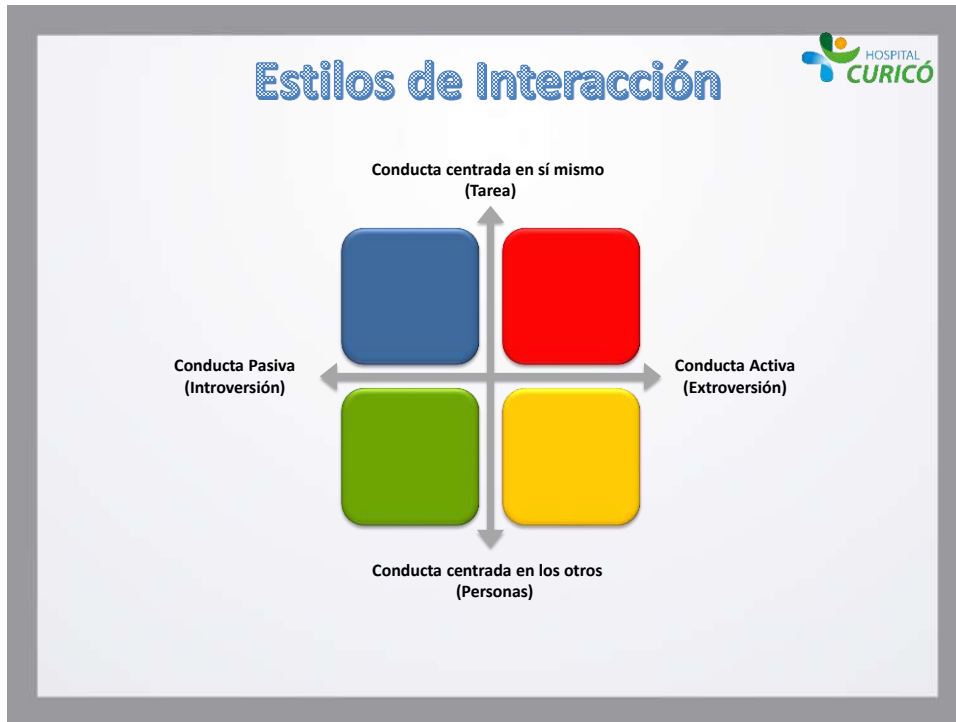 Estilos de Interacción
HOSPITAL
CURICÓ
Conducta centrada en sí mismo
(Tarea)
Conducta Pasiva
(Introversión)
Conducta Activa
(Extroversión)
Conducta centrada en los otros
(Personas)